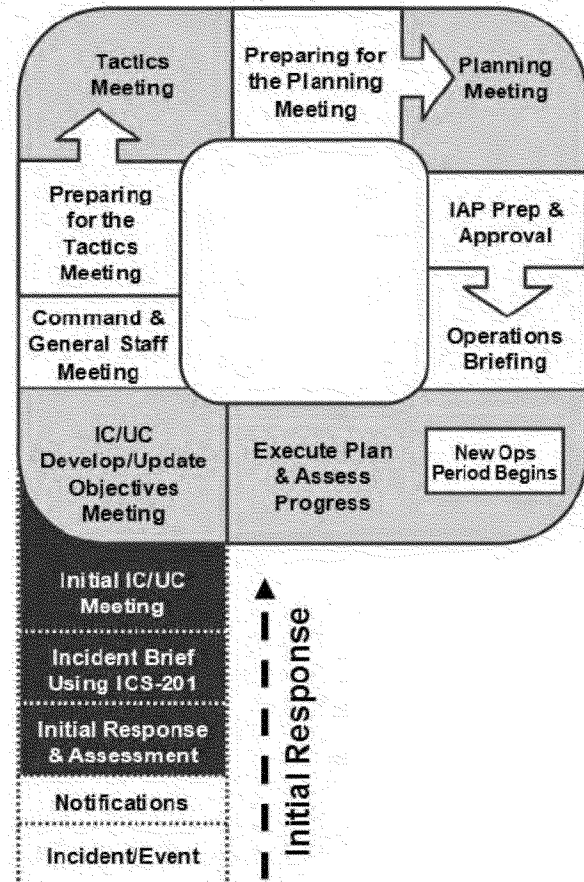 Tactics
Meeting
Preparing for
the Planning
Meeting
Planning
Meeting
Preparing
for the
Tactics
Meeting
IAP Prep &
Approval
Command &
General Staff
Meeting
Operations
Briefing
IC/UC
Develop/Update
Objectives
Meeting
Execute Plan
& Assess
Progress
New Ops
Period Begins
Initial IC/UC
Meeting
Incident Brief
Using ICS-201
Initial Response
& Assessment
Notifications
Incident/Event
Initial Response